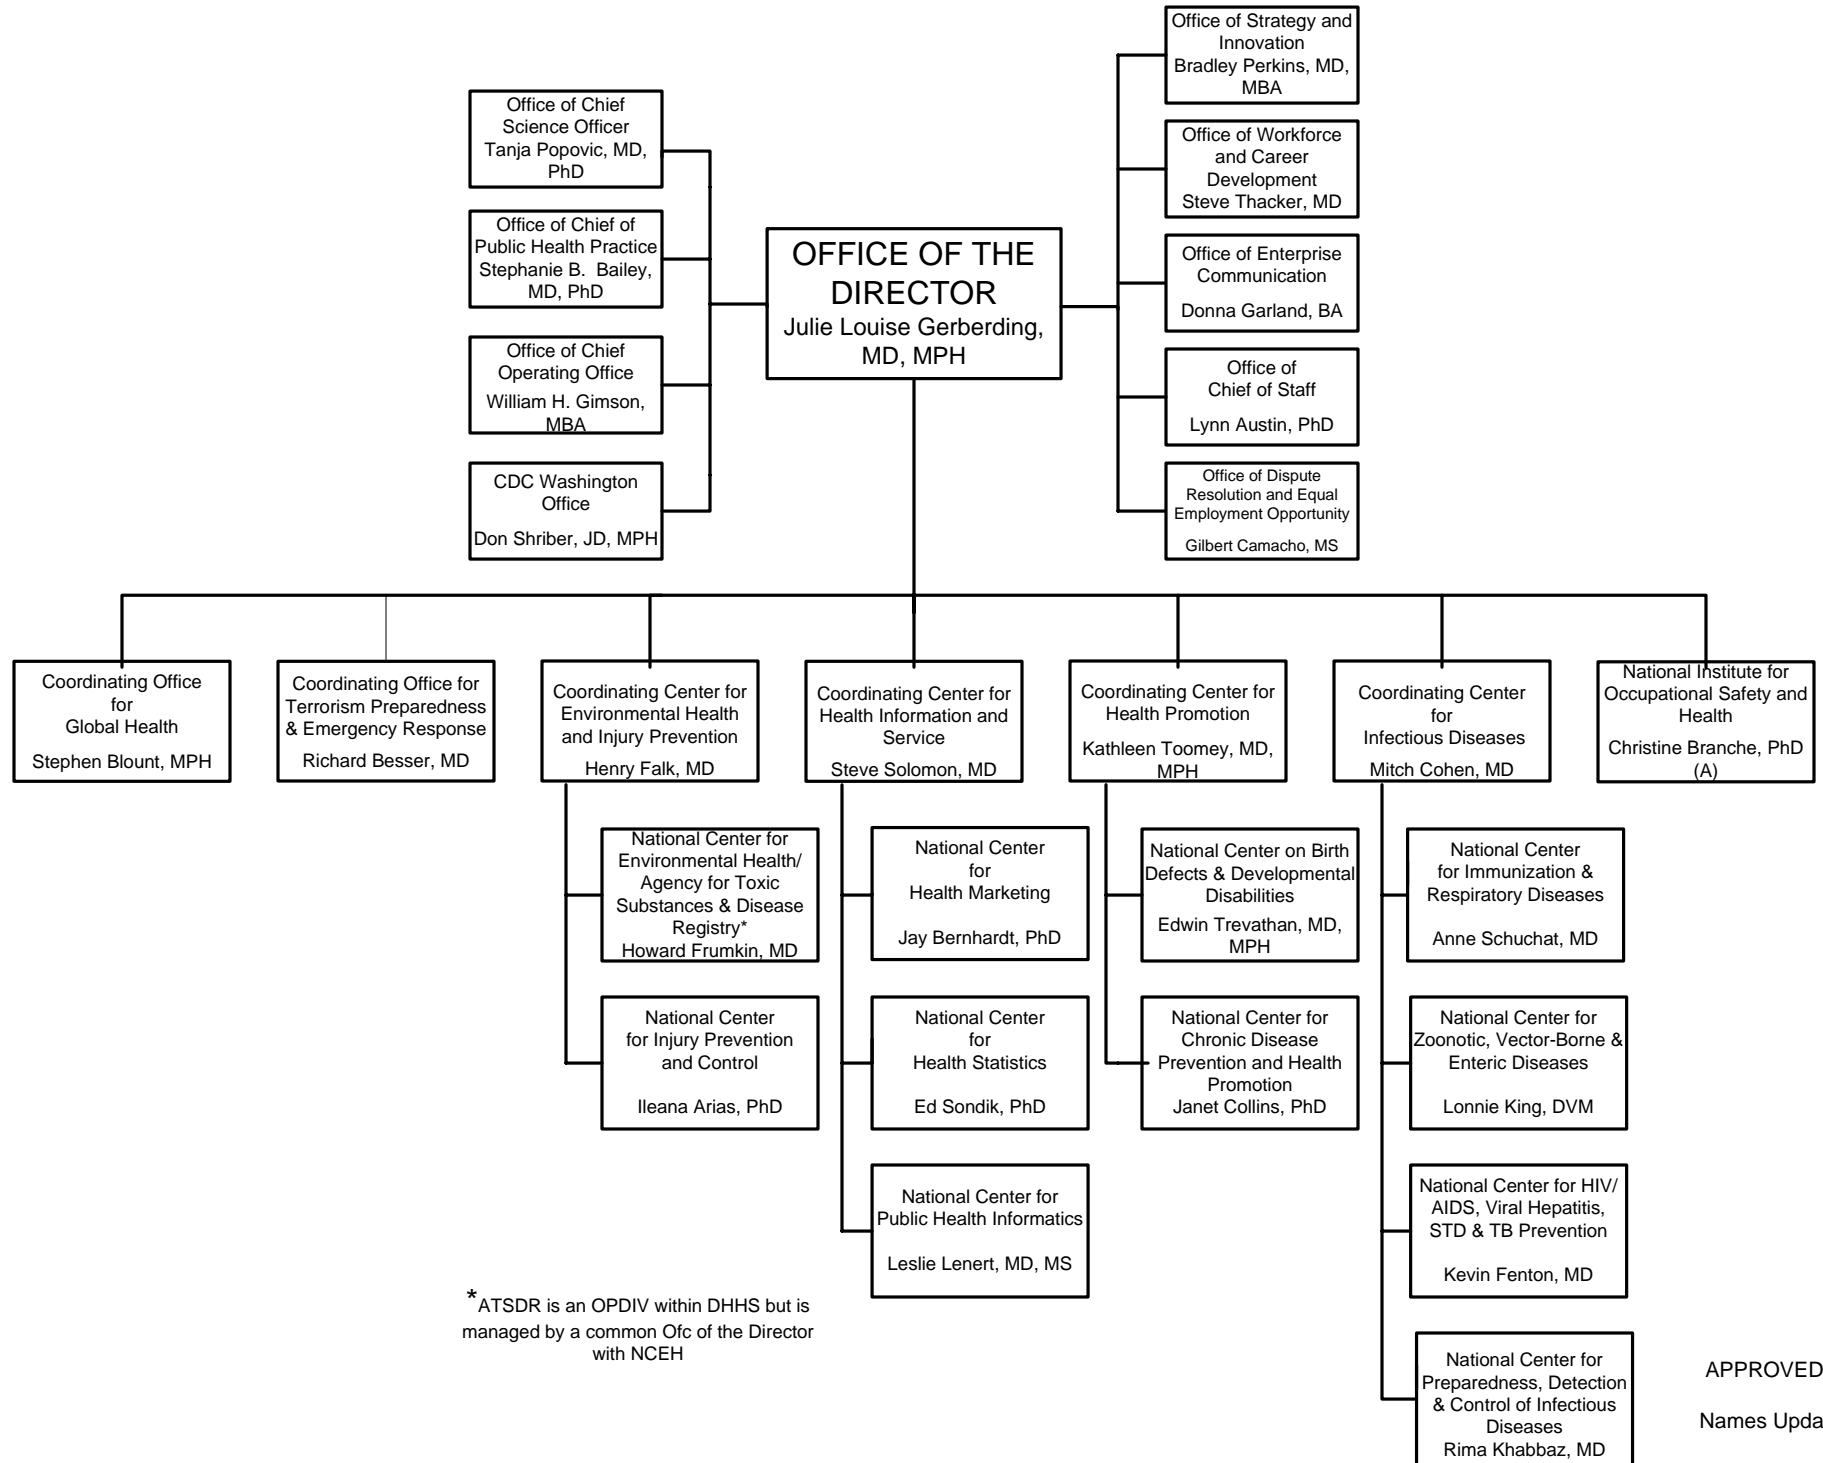 Office of Strategy and
Innovation
Bradley Perkins, MD,
MBA
Office of Chief
Science Officer
Tanja Popovic, MD,
PhD
Office of Workforce
and Career
Development
Steve Thacker, MD
Office of Chief of
Public Health Practice
Stephanie B. Bailey,
MD, PhD
OFFICE OF THE
DIRECTOR
Julie Louise Gerberding,
MD, MPH
Office of Enterprise
Communication
Donna Garland, BA
Office of Chief
Operating Office
William H. Gimson,
MBA
Office of
Chief of Staff
Lynn Austin, PhD
CDC Washington
Office
Don Shriber, JD, MPH
Office of Dispute
Resolution and Equal
Employment Opportunity
Gilbert Camacho, MS
Coordinating Office
for
Global Health
Stephen Blount, MPH
Coordinating Office for
Terrorism Preparedness
& Emergency Response
Richard Besser, MD
Coordinating Center for
Environmental Health
and Injury Prevention
Henry Falk, MD
Coordinating Center for
Health Information and
Service
Steve Solomon, MD
Coordinating Center for
Health Promotion
Kathleen Toomey, MD,
MPH
Coordinating Center
for
Infectious Diseases
Mitch Cohen, MD
National Institute for
Occupational Safety and
Health
Christine Branche, PhD
(A)
National Center for
Environmental Health/
Agency for Toxic
Substances & Disease
Registry*
Howard Frumkin, MD
National Center
for
Health Marketing
Jay Bernhardt, PhD
National Center on Birth
Defects & Developmental
Disabilities
Edwin Trevathan, MD,
MPH
National Center
for Immunization &
Respiratory Diseases
Anne Schuchat, MD
National Center
for Injury Prevention
and Control
Ileana Arias, PhD
National Center
for
Health Statistics
Ed Sondik, PhD
National Center for
Chronic Disease
Prevention and Health
Promotion
Janet Collins, PhD
National Center for
Zoonotic, Vector-Borne &
Enteric Diseases
Lonnie King, DVM
National Center for
Public Health Informatics
Leslie Lenert, MD, MS
National Center for HIV/
AIDS, Viral Hepatitis,
STD & TB Prevention
Kevin Fenton, MD
*ATSDR is an OPDIV within DHHS but is
managed by a common Ofc of the Director
with NCEH
National Center for
Preparedness, Detection
& Control of Infectious
Diseases
Rima Khabbaz, MD
APPROVED
Names Upda